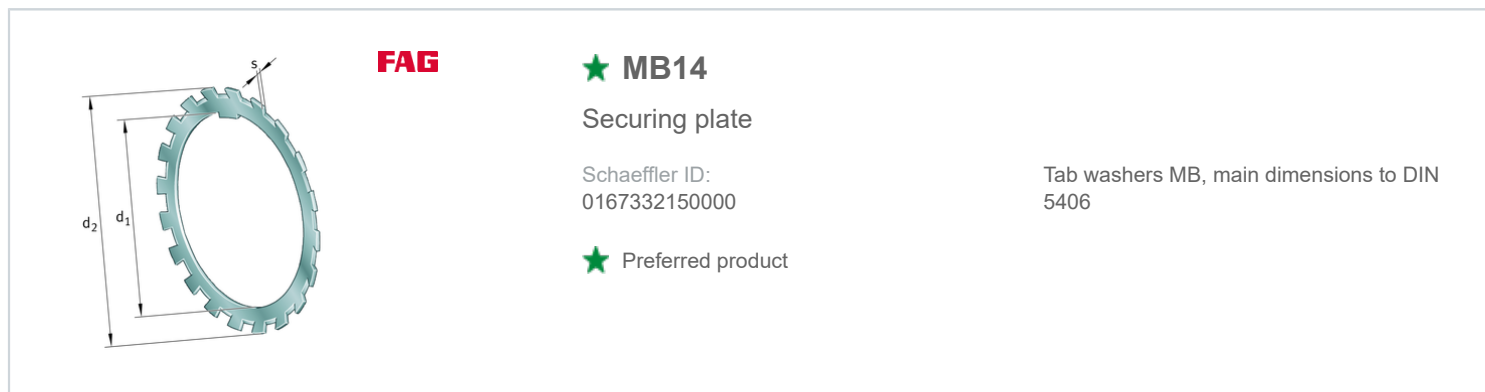 FAG
s
d2
d1
MB14
Securing plate
Schaeffler ID:
0167332150000
Tab washers MB, main dimensions to DIN
5406
Preferred product